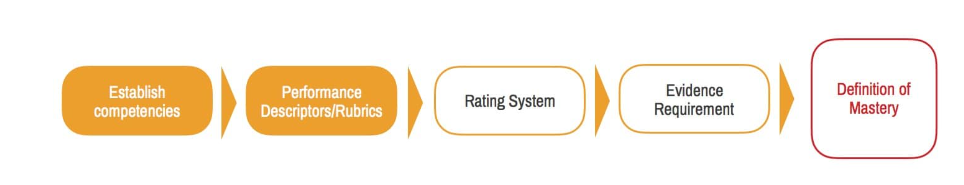 Establish
competencies
Performance
Descriptors/Rubrics
Rating System
Evidence
Requirement
Definition of
Mastery